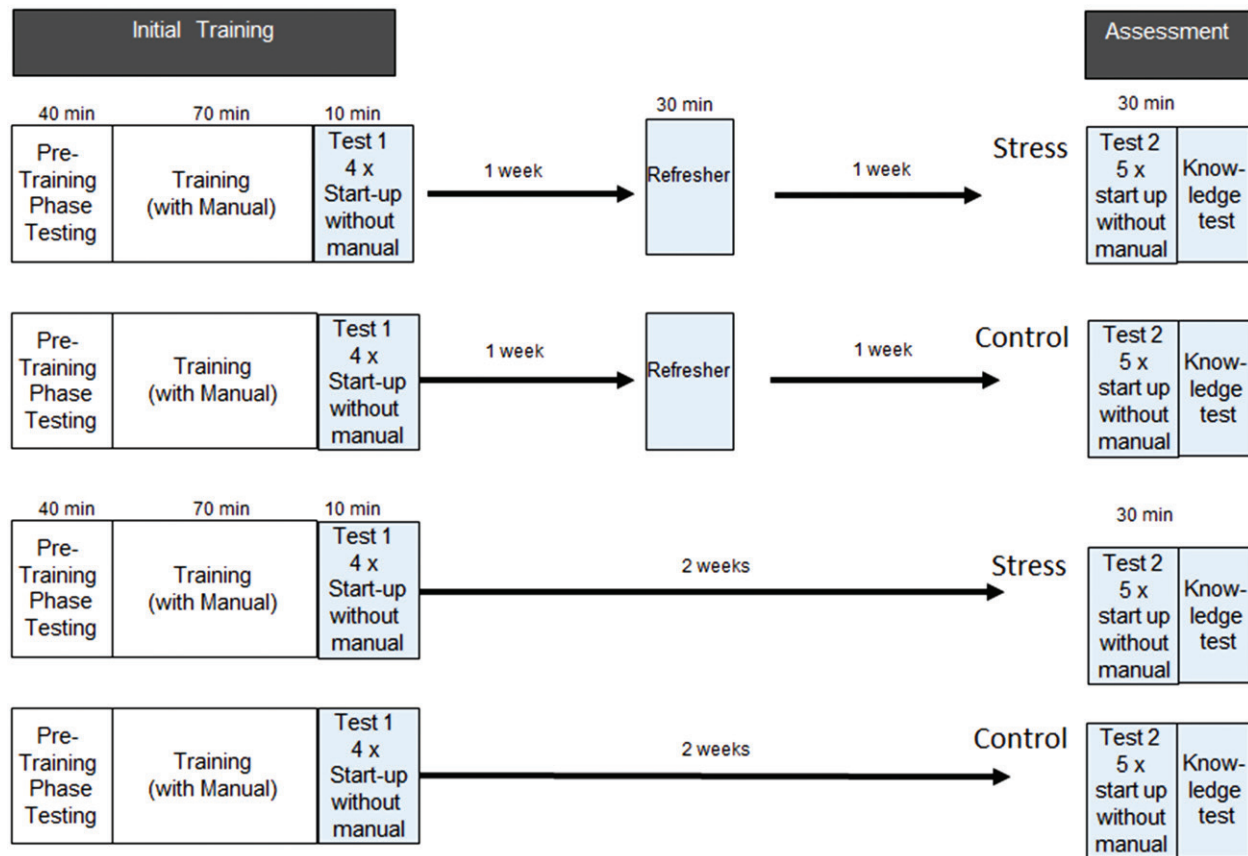 Initial Training
Assessment
40 min
70 min
10 min
30 min
30 min
Pre-
Training
Phase
Testing
Training
(with Manual)
Test 1
4 x
Start-up
without
manual
1 week
Refresher
1 week
Stress
Test 2
5 x
start up
without
manual
Know-
ledge
test
Pre-
Training
Phase
Testing
Training
(with Manual)
Test 1
4 x
Start-up
without
manual
1 week
Refresher
1 week
Control
Test 2
5 x
start up
without
manual
Know-
ledge
test
40 min
70 min
10 min
30 min
Pre-
Training
Phase
Testing
Training
(with Manual)
Test 1
4 x
Start-up
without
manual
2 weeks
Stress
Test 2
5 x
start up
without
manual
Know-
ledge
test
Pre-
Training
Phase
Testing
Training
(with Manual)
Test 1
4 x
Start-up
without
manual
2 weeks
Control
Test 2
5 x
start up
without
manual
Know-
ledge
test